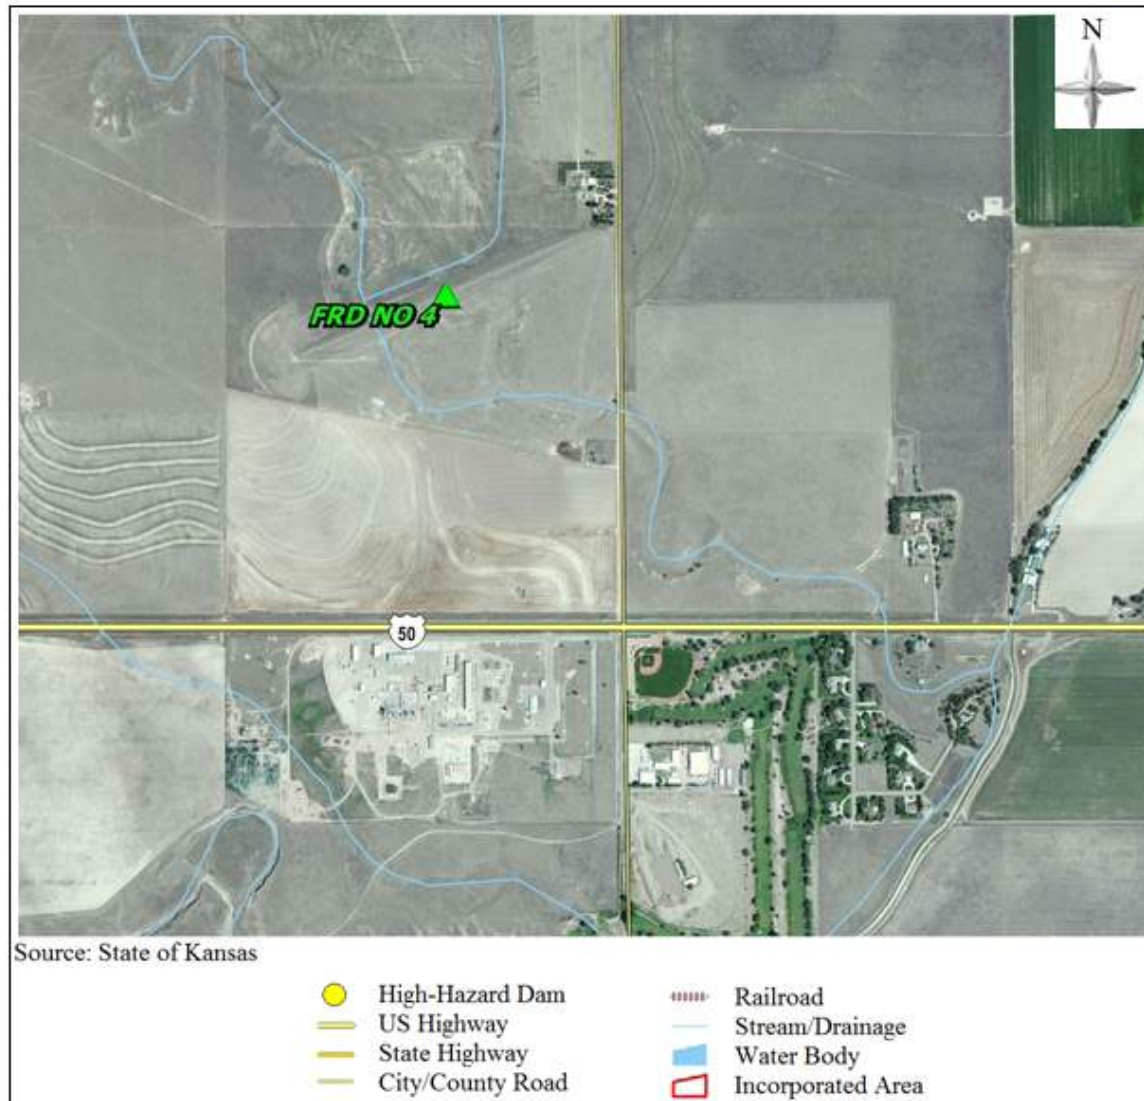 N
FRD NO 4
50
Source: State of Kansas
High-Hazard Dam
US Highway
State Highway
City/County Road
Railroad
Stream/Drainage
Water Body
Incorporated Area